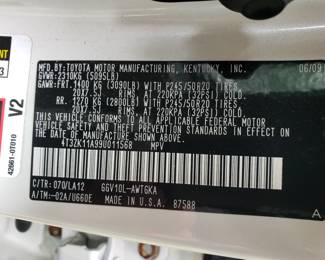 MFD.BY:TOYOTA MOTOR MANUFACTURING, KENTUCKY, INC. 06/09
GVWR:2310KG (5095LB)
GAWR:FRT. 1400 KG (3090LB) WITH P245/50R20 TIRES,
20X7.5J RIMS, AT 220KPA (32PSI) COLD
RR. 1270 KG (2800LB) WITH P245/50R20 TIRES,
20X7.5J RIMS, AT 220KPA (32PSI) COLD
THIS VEHICLE CONFORMS TO ALL APPLICABLE FEDERAL
MOTOR VEHICLE SAFETY, AND THEFT PREVENTION
STANDARDS IN EFFECT ON THE DATE OF MANUFACTURE
SHOWN ABOVE.
4T3ZK11A99U011568 MPV
C/TR: 070/LA12 GGV10L-AWTGKA
A/TM:-02A/U660E MADE IN U.S.A. 87588
A
V2
42661-0T010